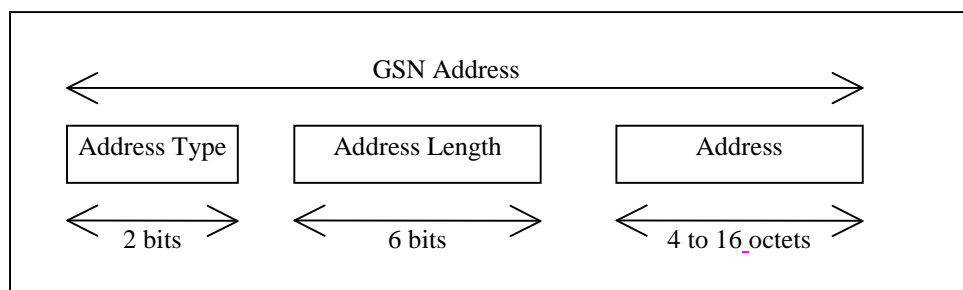 GSN Address
Address Type Address Length Address
2 bits 6 bits 4 to 16 octets